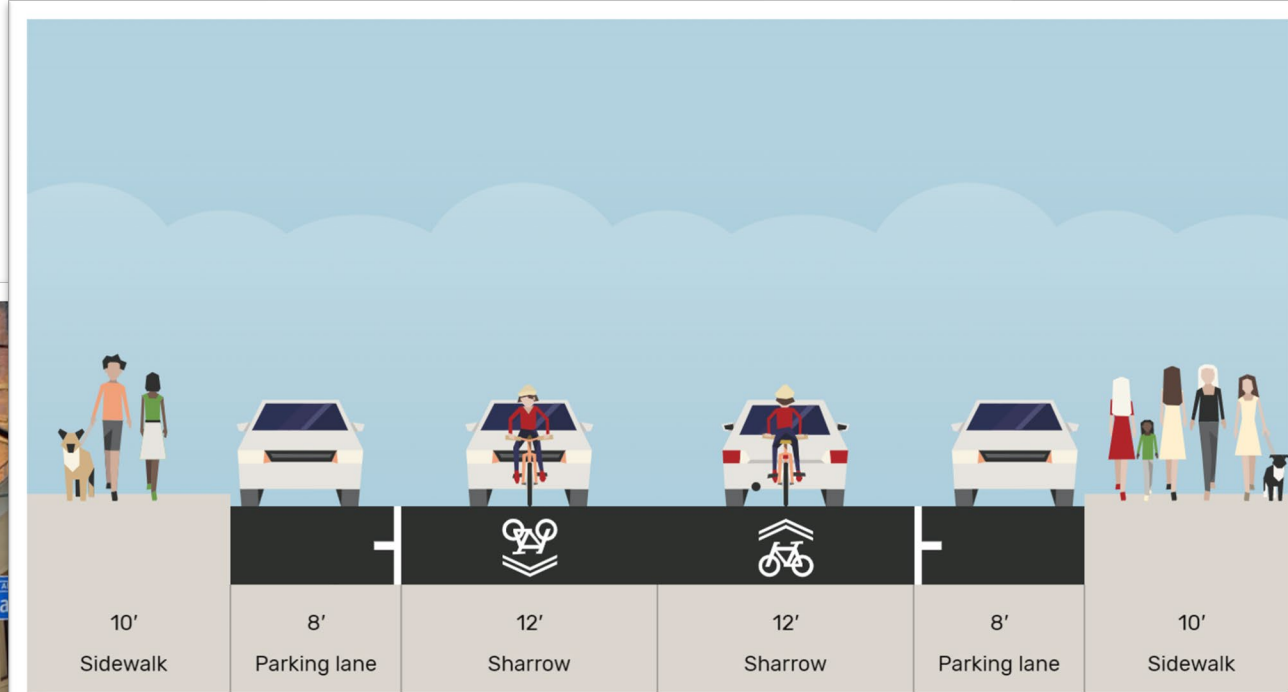 10′ 8′ 12′ 12′ 8′ 10′
Sidewalk Parking lane Sharrow Sharrow Parking lane Sidewalk